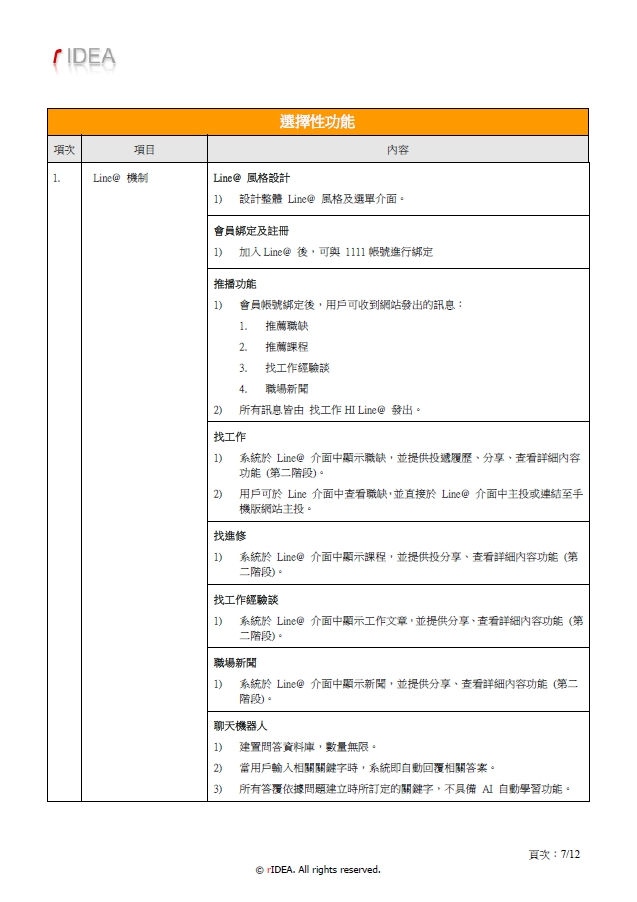 r IDEA
選擇性功能
項次 項目 內容
1. Line@ 機制 Line@ 風格設計
1) 設計整體 Line@ 風格及選單介面。
會員綁定及註冊
1) 加入 Line@ 後，可與 1111 帳號進行綁定
推播功能
1) 會員帳號綁定後，用戶可收到網站發出的訊息：
1. 推薦職缺
2. 推薦課程
3. 找工作經驗談
4. 職場新聞
2) 所有訊息皆由 找工作 HI Line@ 發出。
找工作
1) 系統於 Line@ 介面中顯示職缺，並提供投遞履歷、分享、查看詳細內容
功能 (第二階段)。
2) 用戶可於 Line 介面中查看職缺，並直接於 Line@ 介面中主投或連結至手
機版網站主投。
找進修
1) 系統於 Line@ 介面中顯示課程，並提供投分享、查看詳細內容功能 (第
二階段)。
找工作經驗談
1) 系統於 Line@ 介面中顯示工作文章，並提供分享、查看詳細內容功能 (第
二階段)。
職場新聞
1) 系統於 Line@ 介面中顯示新聞，並提供分享、查看詳細內容功能 (第二
階段)。
聊天機器人
1) 建置問答資料庫，數量無限。
2) 當用戶輸入相關關鍵字時，系統即自動回覆相關答案。
3) 所有答覆依據問題建立時所訂定的關鍵字，不具備 AI 自動學習功能。
頁次：7/12
© rIDEA. All rights reserved.